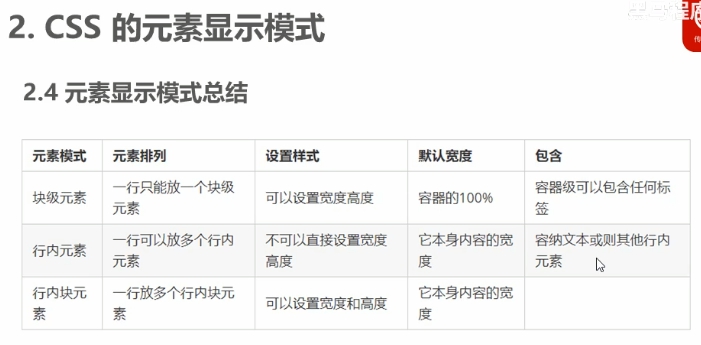 2. CSS 的元素显示模式
2.4 元素显示模式总结
元素模式 元素排列 设置样式 默认宽度 包含
块级元素 一行只能放一个块级 可以设置宽度高度 容器的100% 容器级可以包含任何标
元素 签
行内元素 一行可以放多个行内 不可以直接设置宽度 它本身内容的宽 容纳文本或则其他行内
元素 高度 度 元素
行内块元 一行放多个行内块元 可以设置宽度和高度 它本身内容的宽
素 素 度